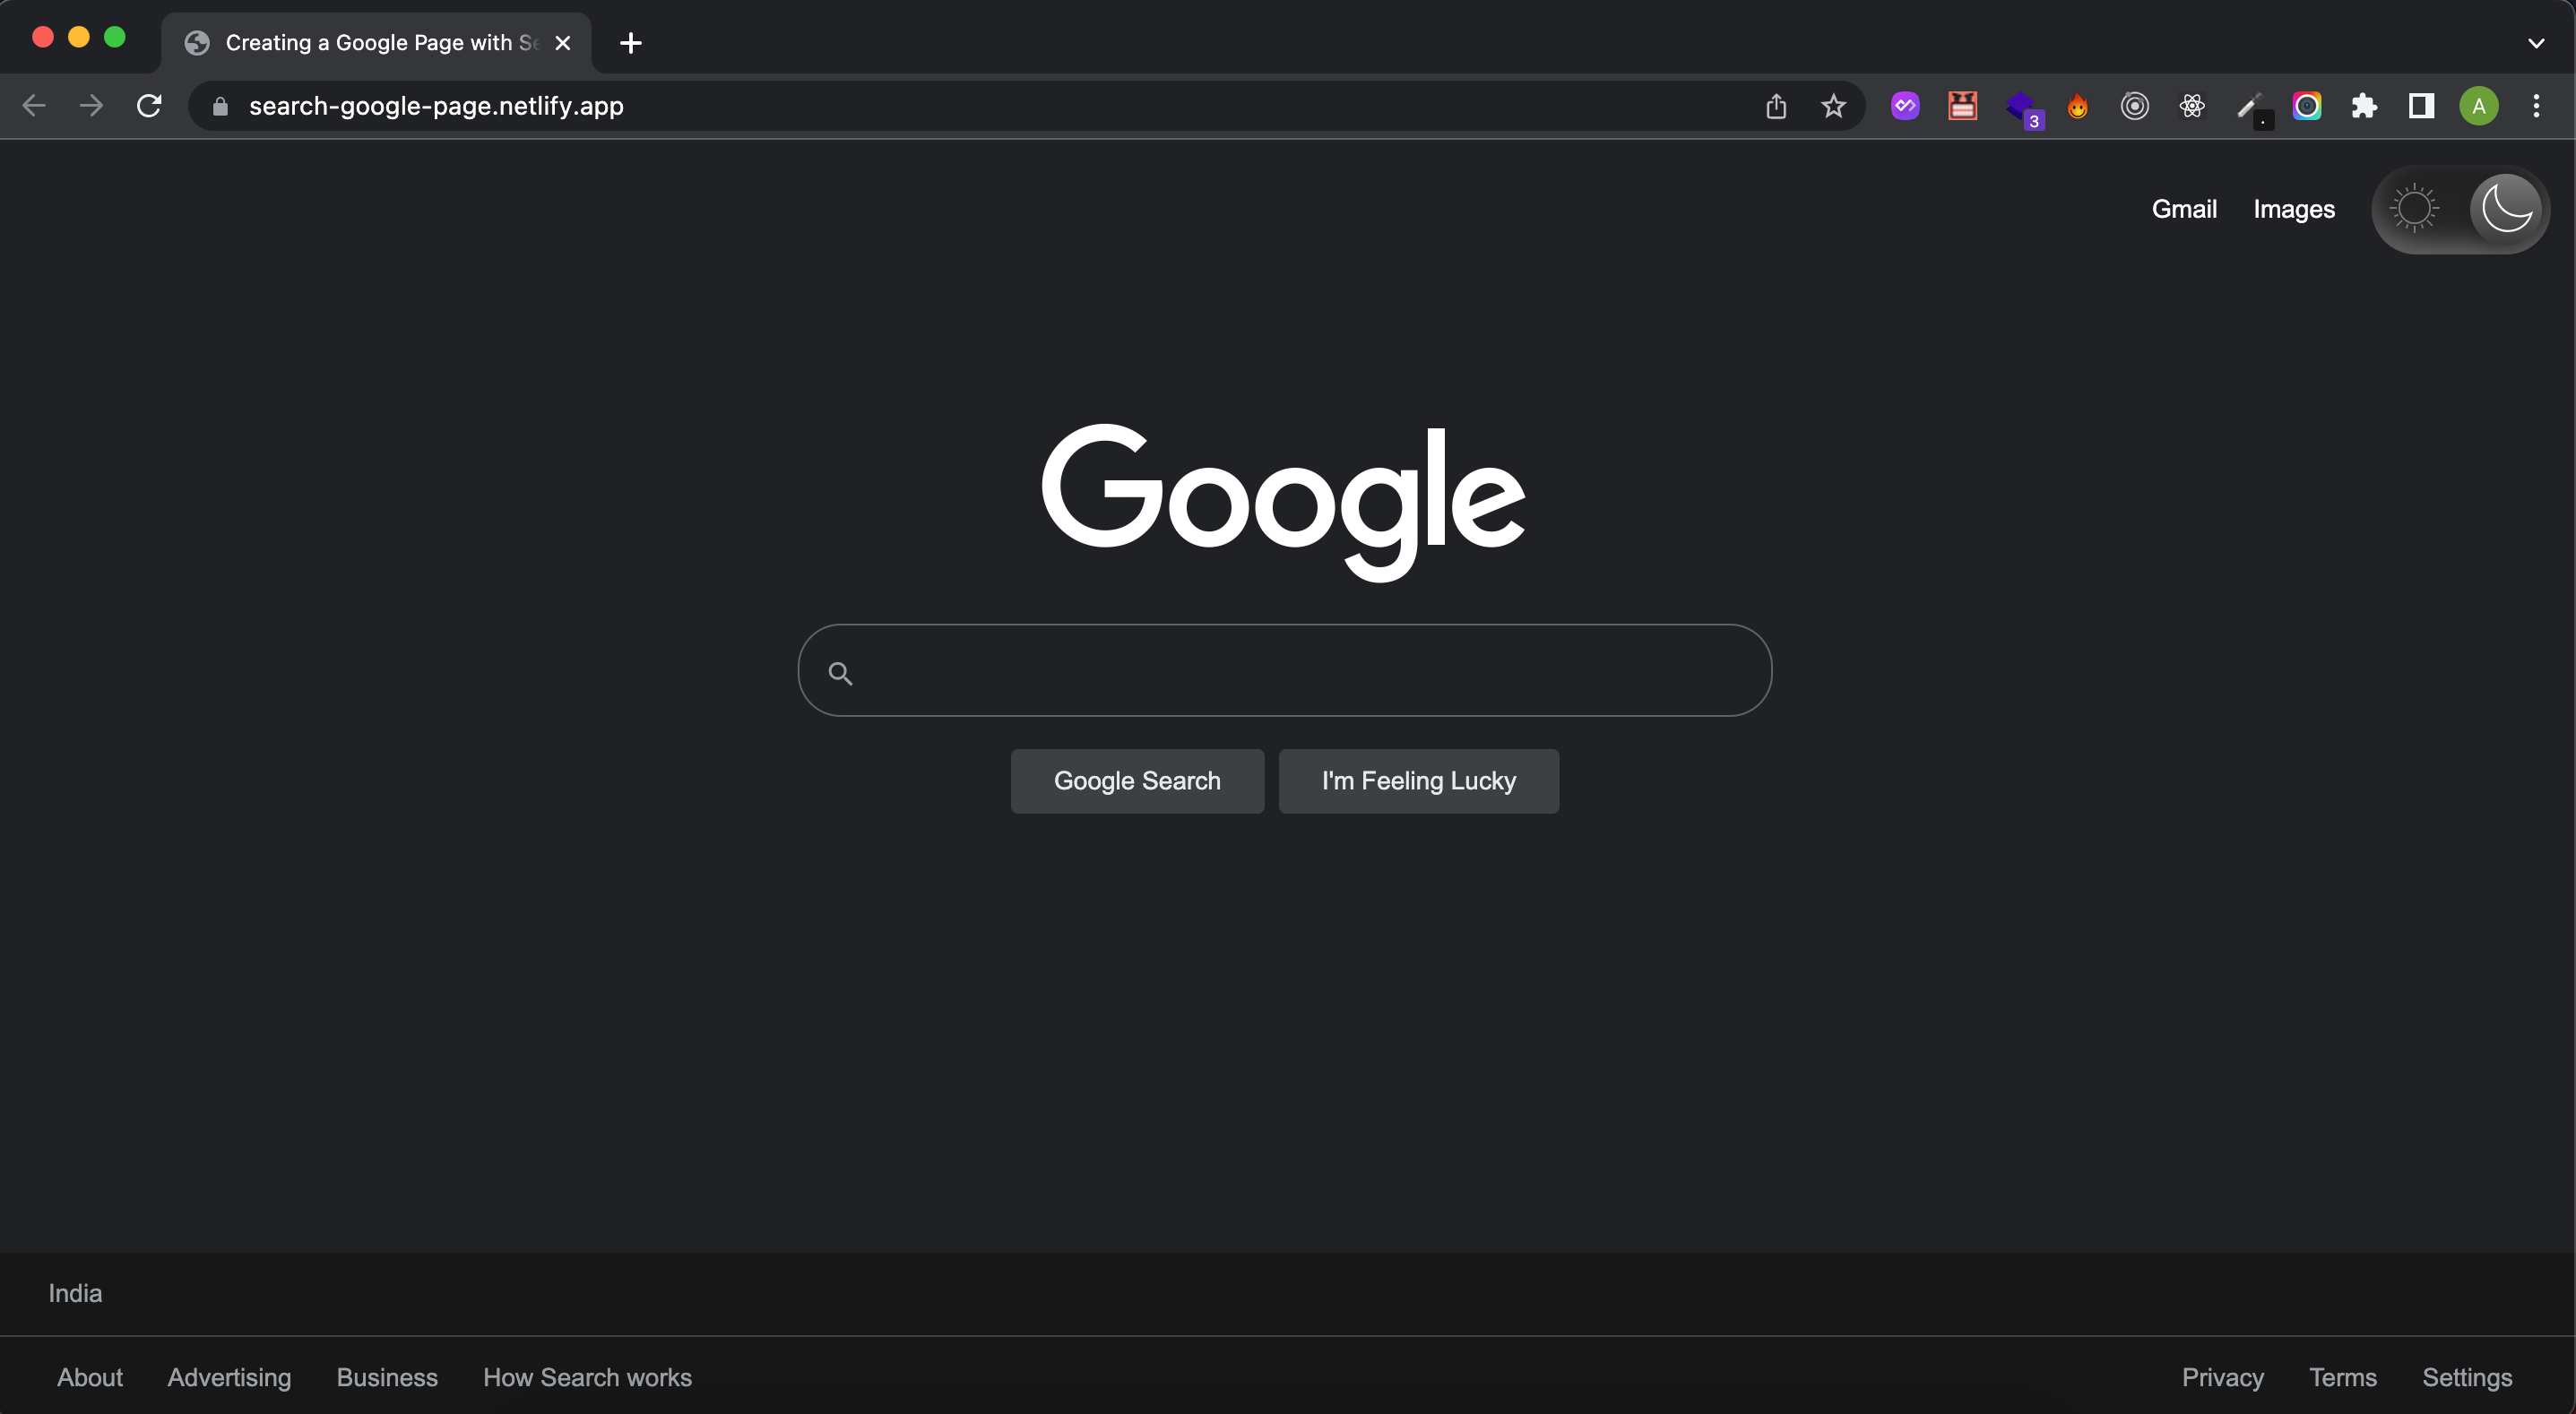 Creating a Google Page with Se
search-google-page.netlify.app
3
A
Gmail Images
Google
Google Search I'm Feeling Lucky
India
About Advertising Business How Search works Privacy Terms Settings